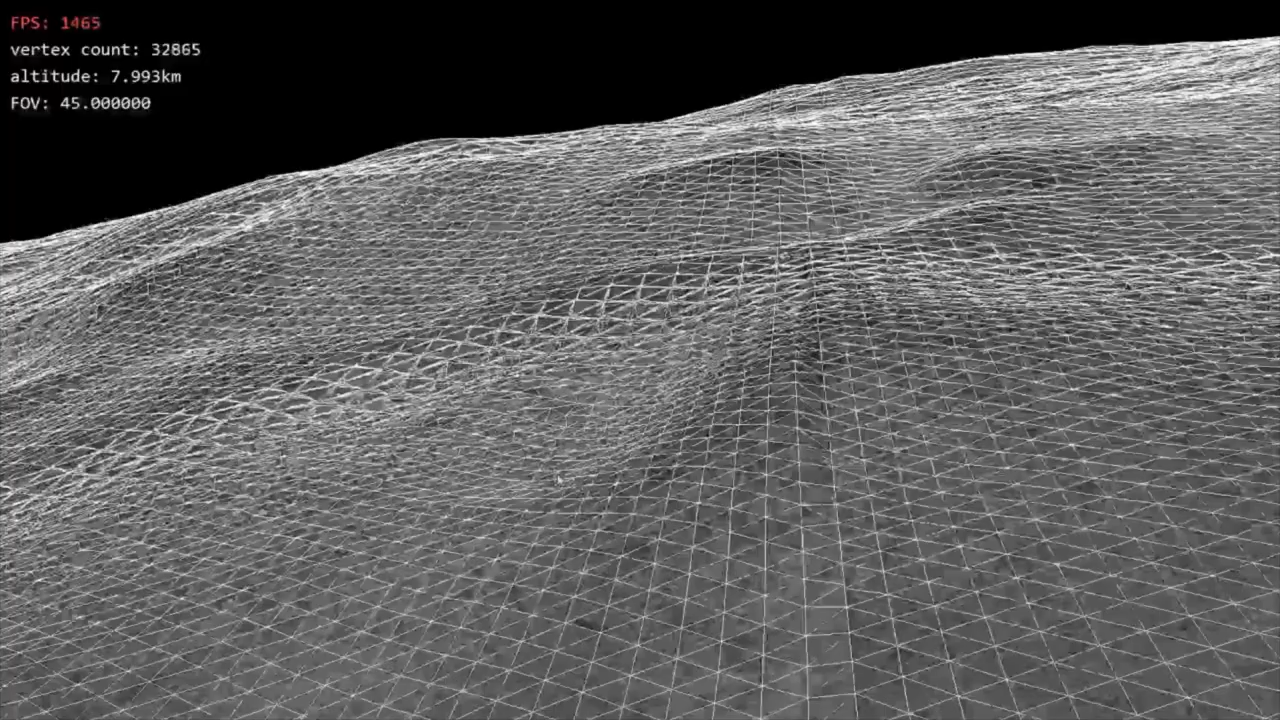 FPS: 1465
vertex count: 32865
altitude: 7.993km
FOV: 45.000000